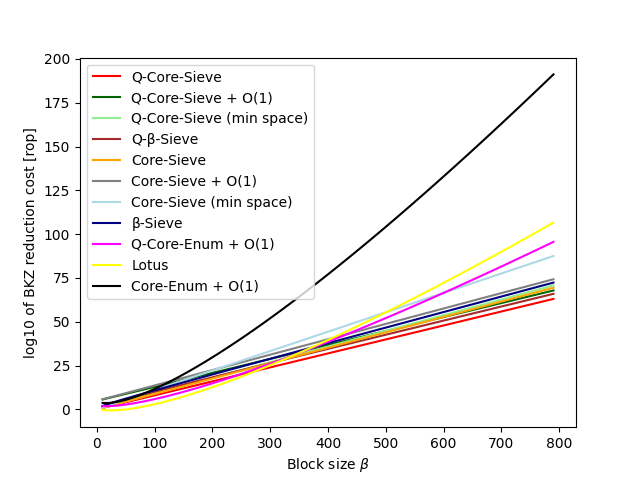 200
175
150
125
100
75
50
25
0
log10 of BKZ reduction cost [rop]
Q-Core-Sieve
Q-Core-Sieve + O(1)
Q-Core-Sieve (min space)
Q-β-Sieve
Core-Sieve
Core-Sieve + O(1)
Core-Sieve (min space)
β-Sieve
Q-Core-Enum + O(1)
Lotus
Core-Enum + O(1)
0 100 200 300 400 500 600 700 800
Block size β